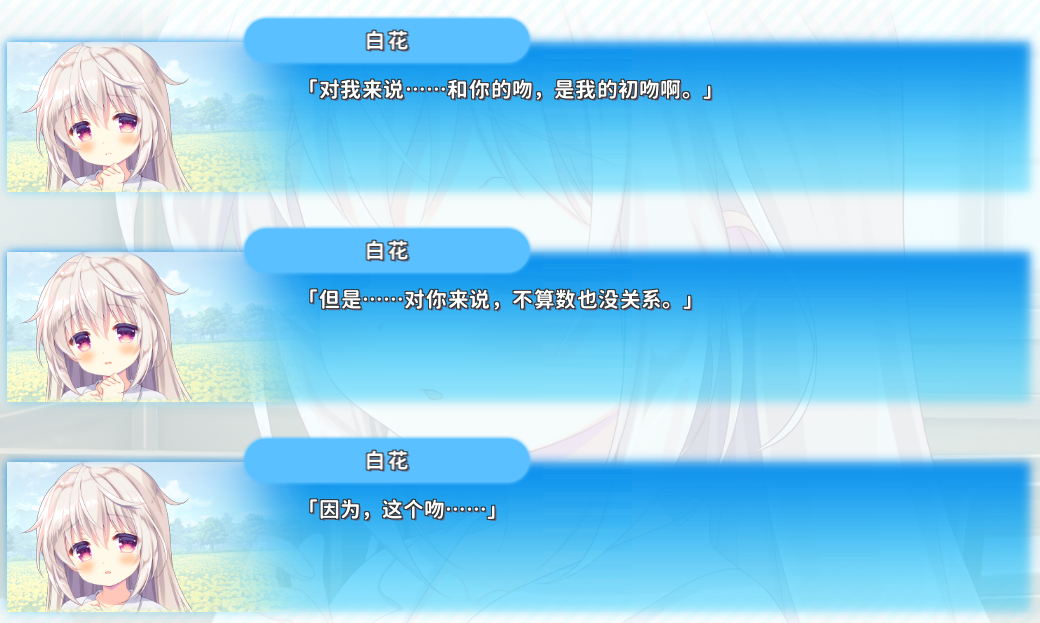 白花
「对我来说……和你的吻，是我的初吻啊。」
白花
「但是……对你来说，不算数也没关系。」
白花
「因为，这个吻……」